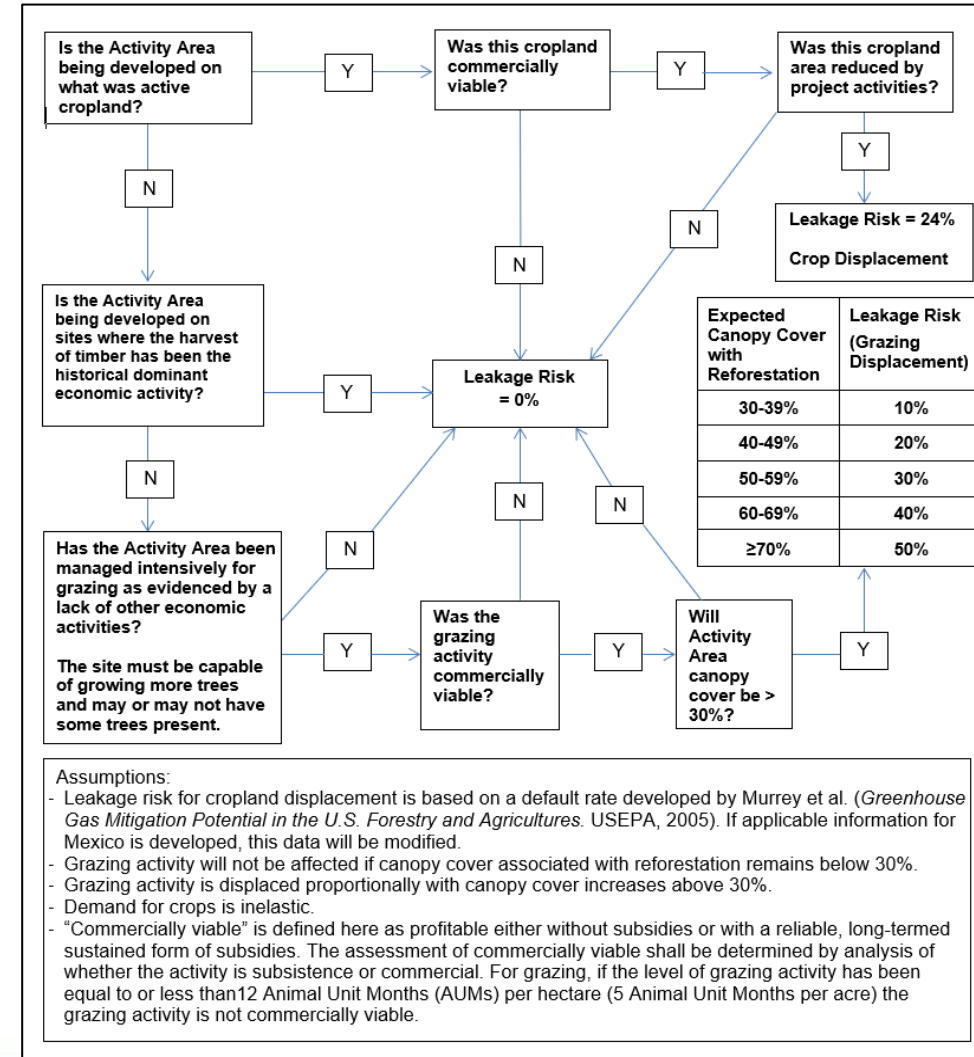 Is the Activity Area
being developed on
what was active
cropland?
Y
Was this cropland
commercially
viable?
Y
Was this cropland
area reduced by
project activities?
N
Y
N
N
Leakage Risk = 24%
Crop Displacement
Is the Activity Area
being developed on
sites where the harvest
of timber has been the
historical dominant
economic activity?
Y
Leakage Risk
= 0%
Expected
Canopy Cover
with
Reforestation
Leakage Risk
(Grazing
Displacement)
30-39%
10%
40-49%
20%
50-59%
30%
60-69%
40%
≥70%
50%
N
N
N
N
Has the Activity Area been
managed intensively for
grazing as evidenced by a
lack of other economic
activities?
The site must be capable
of growing more trees
and may or may not have
some trees present.
Y
Was the
grazing
activity
commercially
viable?
Y
Will
Activity
Area
canopy
cover be >
30%?
Y
Assumptions:
- Leakage risk for cropland displacement is based on a default rate developed by Murrey et al. (Greenhouse
Gas Mitigation Potential in the U.S. Forestry and Agricultures. USEPA, 2005). If applicable information for
Mexico is developed, this data will be modified.
- Grazing activity will not be affected if canopy cover associated with reforestation remains below 30%.
- Grazing activity is displaced proportionally with canopy cover increases above 30%.
- Demand for crops is inelastic.
- “Commercially viable” is defined here as profitable either without subsidies or with a reliable, long-termed
sustained form of subsidies. The assessment of commercially viable shall be determined by analysis of
whether the activity is subsistence or commercial. For grazing, if the level of grazing activity has been
equal to or less than12 Animal Unit Months (AUMs) per hectare (5 Animal Unit Months per acre) the
grazing activity is not commercially viable.